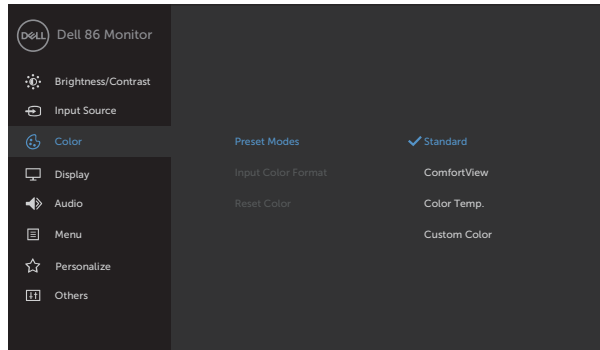 DELL Dell 86 Monitor
Brightness/Contrast
Input Source
Color Preset Modes Standard
Display Input Color Format ComfortView
Audio Reset Color Color Temp.
Menu Custom Color
Personalize
Others